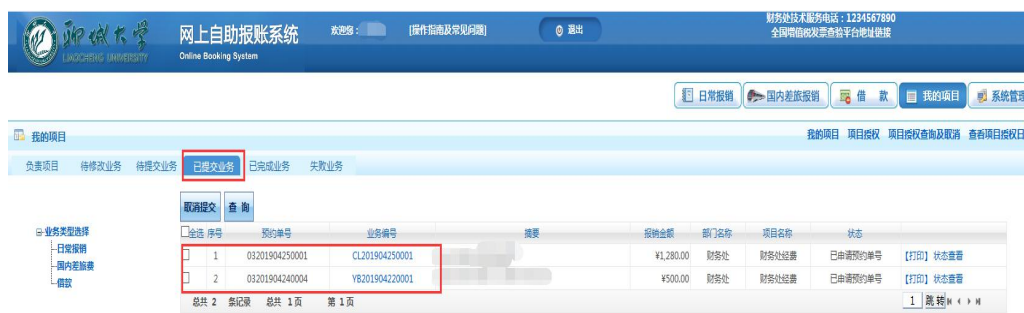 聊城大学
LIAOCHENG UNIVERSITY
网上自助报账系统
Online Booking System
欢迎您：
[操作指南及常见问题]
退出
财务处技术服务电话：1234567890
全国增值税发票查验平台地址链接
日常报销 国内差旅报销 借 款 我的项目 系统管理
我的项目
我的项目 项目授权 项目授权查询及取消 查看项目授权日
负责项目 待修改业务 待提交业务 已提交业务 已完成业务 失败业务
取消提交 查 询
业务类型选择
日常报销
国内差旅费
借款
全选 序号 预约单号 业务编号 摘要 报销金额 部门名称 项目名称 状态
1 03201904250001 CL201904250001 ¥1,280.00 财务处 财务处经费 已申请预约单号 【打印】 状态查看
2 03201904240004 YB201904220001 ¥500.00 财务处 财务处经费 已申请预约单号 【打印】 状态查看
总共 2 条记录 总共 1 页 第 1 页 1 跳 转